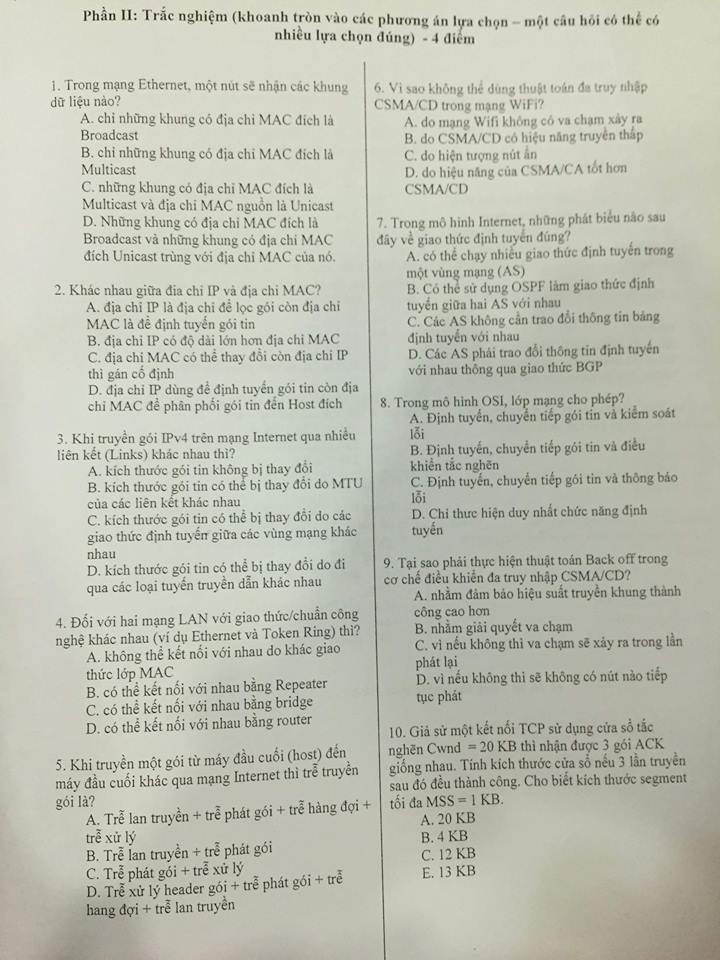 Phần II: Trắc nghiệm (khoanh tròn vào các phương án lựa chọn – một câu hỏi có thể có
nhiều lựa chọn đúng) - 4 điểm
1. Trong mạng Ethernet, một nút sẽ nhận các khung
dữ liệu nào?
A. chỉ những khung có địa chỉ MAC đích là
Broadcast
B. chỉ những khung có địa chỉ MAC đích là
Multicast
C. những khung có địa chỉ MAC đích là
Multicast và địa chỉ MAC nguồn là Unicast
D. Những khung có địa chỉ MAC đích là
Broadcast và những khung có địa chỉ MAC
đích Unicast trùng với địa chỉ MAC của nó.
2. Khác nhau giữa đia chỉ IP và địa chỉ MAC?
A. địa chỉ IP là địa chỉ để lọc gói còn địa chỉ
MAC là để định tuyến gói tin
B. địa chỉ IP có độ dài lớn hơn địa chỉ MAC
C. địa chỉ MAC có thể thay đổi còn địa chỉ IP
thì gán cố định
D. địa chỉ IP dùng để định tuyến gói tin còn địa
chỉ MAC để phân phối gói tin đến Host đích
3. Khi truyền gói IPv4 trên mạng Internet qua nhiều
liên kết (Links) khác nhau thì?
A. kích thước gói tin không bị thay đổi
B. kích thước gói tin có thể bị thay đổi do MTU
của các liên kết khác nhau
C. kích thước gói tin có thể bị thay đổi do các
giao thức định tuyến giữa các vùng mạng khác
nhau
D. kích thước gói tin có thể bị thay đổi do đi
qua các loại tuyến truyền dẫn khác nhau
4. Đối với hai mạng LAN với giao thức/chuẩn công
nghệ khác nhau (ví dụ Ethernet và Token Ring) thì?
A. không thể kết nối với nhau do khác giao
thức lớp MAC
B. có thể kết nối với nhau bằng Repeater
C. có thể kết nối với nhau bằng bridge
D. có thể kết nối với nhau bằng router
5. Khi truyền một gói từ máy đầu cuối (host) đến
máy đầu cuối khác qua mạng Internet thì trễ truyền
gói là?
A. Trễ lan truyền + trễ phát gói + trễ hàng đợi +
trễ xử lý
B. Trễ lan truyền + trễ phát gói
C. Trễ phát gói + trễ xử lý
D. Trễ xử lý header gói + trễ phát gói + trễ
hang đợi + trễ lan truyền
6. Vì sao không thể dùng thuật toán đa truy nhập
CSMA/CD trong mạng WiFi?
A. do mạng Wifi không có va chạm xảy ra
B. do CSMA/CD có hiệu năng truyền thấp
C. do hiện tượng nút ẩn
D. do hiệu năng của CSMA/CA tốt hơn
CSMA/CD
7. Trong mô hình Internet, những phát biểu nào sau
đây về giao thức định tuyến đúng?
A. có thể chạy nhiều giao thức định tuyến trong
một vùng mạng (AS)
B. Có thể sử dụng OSPF làm giao thức định
tuyến giữa hai AS với nhau
C. Các AS không cần trao đổi thông tin bảng
định tuyến với nhau
D. Các AS phải trao đổi thông tin định tuyến
với nhau thông qua giao thức BGP
8. Trong mô hình OSI, lớp mạng cho phép?
A. Định tuyến, chuyển tiếp gói tin và kiểm soát
lỗi
B. Định tuyến, chuyển tiếp gói tin và điều
khiển tắc nghẽn
C. Định tuyến, chuyển tiếp gói tin và thông báo
lỗi
D. Chỉ thưc hiện duy nhất chức năng định
tuyến
9. Tại sao phải thực hiện thuật toán Back off trong
cơ chế điều khiển đa truy nhập CSMA/CD?
A. nhằm đảm bảo hiệu suất truyền khung thành
công cao hơn
B. nhằm giải quyết va chạm
C. vì nếu không thì va chạm sẽ xảy ra trong lần
phát lại
D. vì nếu không thì sẽ không có nút nào tiếp
tục phát
10. Giả sử một kết nối TCP sử dụng cửa sổ tắc
nghẽn Cwnd = 20 KB thì nhận được 3 gói ACK
giống nhau. Tính kích thước cửa sổ nếu 3 lần truyền
sau đó đều thành công. Cho biết kích thước segment
tối đa MSS = 1 KB.
A. 20 KB
B. 4 KB
C. 12 KB
E. 13 KB